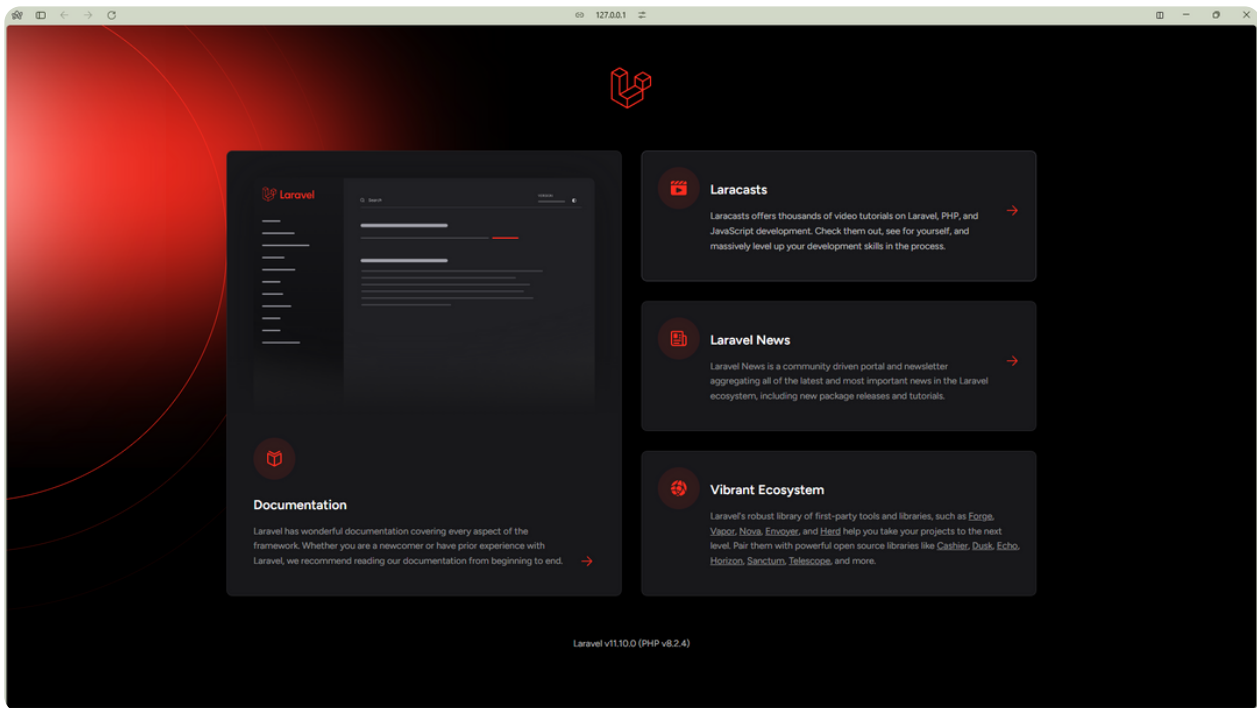 127.0.0.1
Laravel
Search
Documentation
Laravel has wonderful documentation covering every aspect of the
framework. Whether you are a newcomer or have prior experience with
Laravel, we recommend reading our documentation from beginning to end.
Laracasts
Laracasts offers thousands of video tutorials on Laravel, PHP, and
JavaScript development. Check them out, see for yourself, and
massively level up your development skills in the process.
Laravel News
Laravel News is a community driven portal and newsletter
aggregating all of the latest and most important news in the Laravel
ecosystem, including new package releases and tutorials.
Vibrant Ecosystem
Laravel's robust library of first-party tools and libraries, such as Forge,
Vapor, Nova, Envoyer, and Herd help you take your projects to the next
level. Pair them with powerful open source libraries like Cashier, Dusk, Echo,
Horizon, Sanctum, Telescope, and more.
Laravel v11.10.0 (PHP v8.2.4)